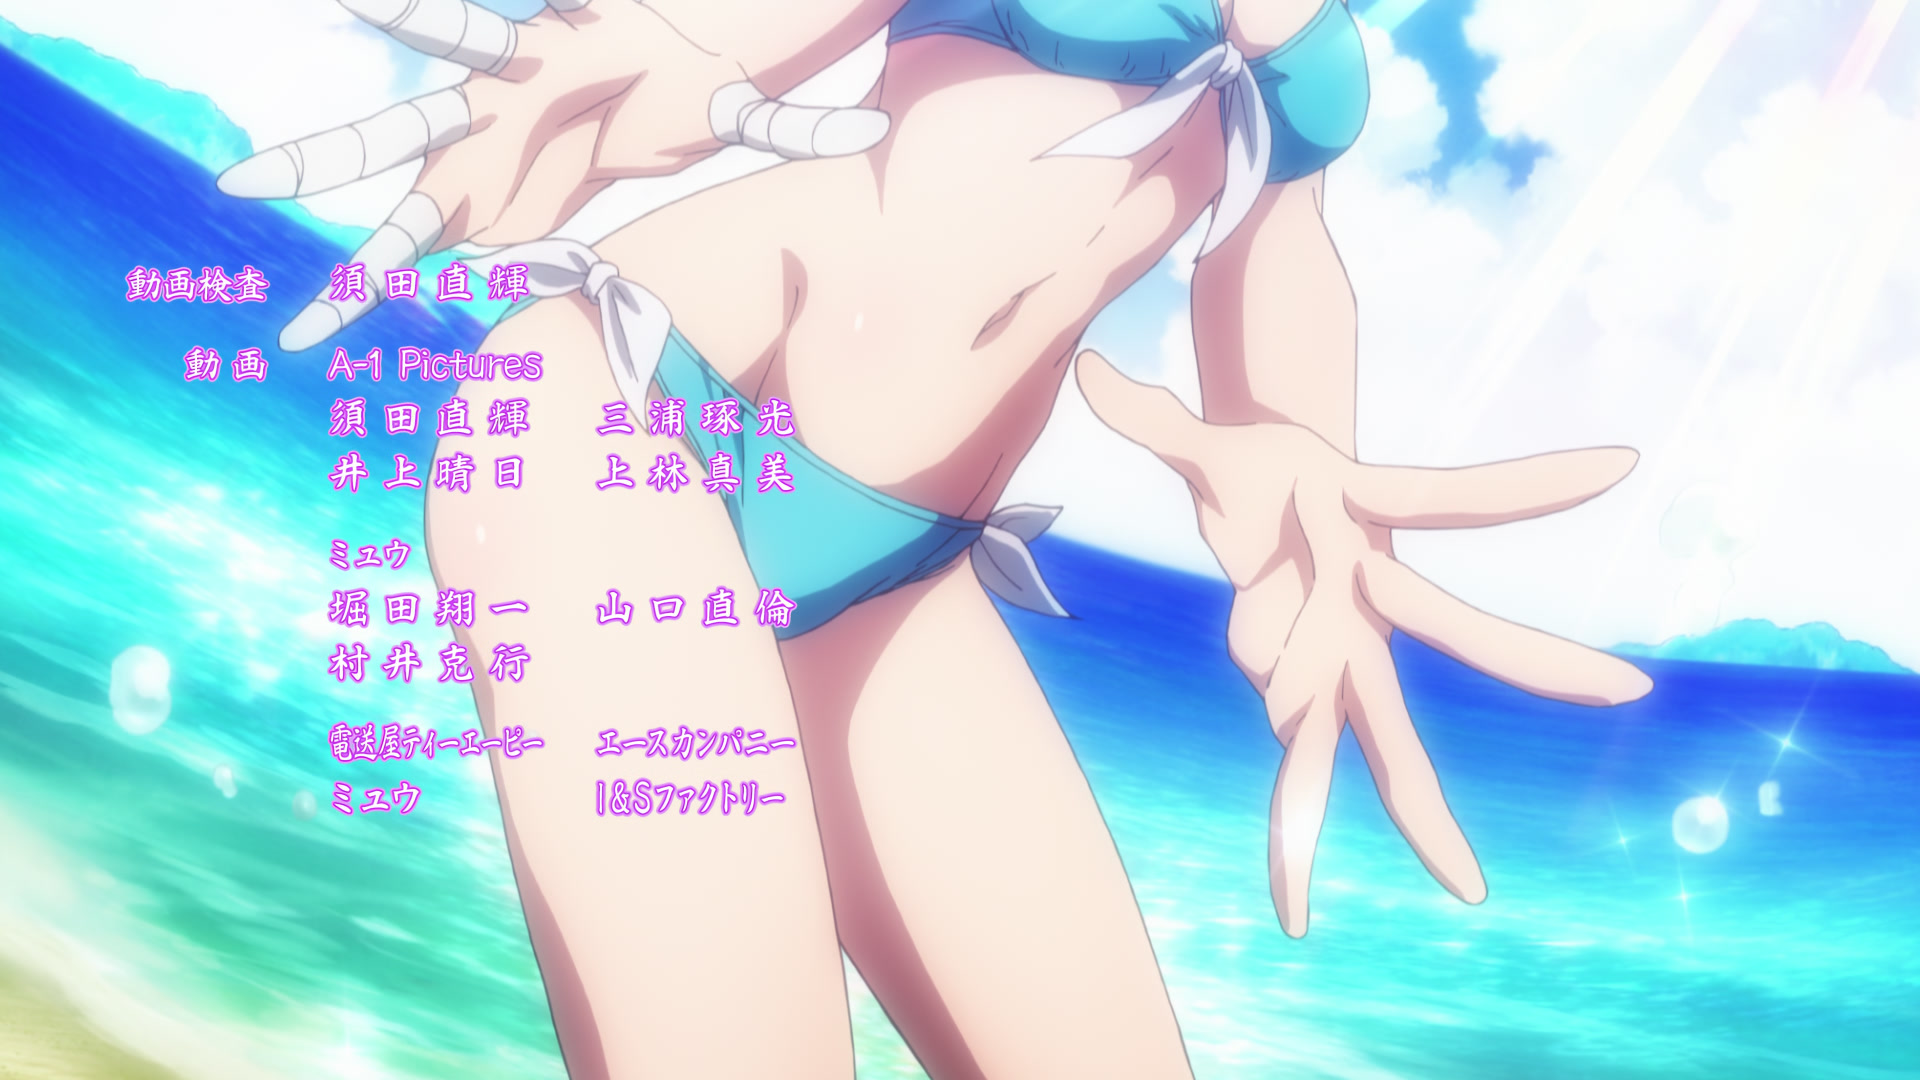 動画検査 須田直輝
動画 A-1 Pictures
須田直輝 三浦琢光
井上晴日 上林真美
ミュウ
堀田翔一 山口直倫
村井克行
電送屋ティーエーピー エースカンパニー
ミュウ I&Sファクトリー